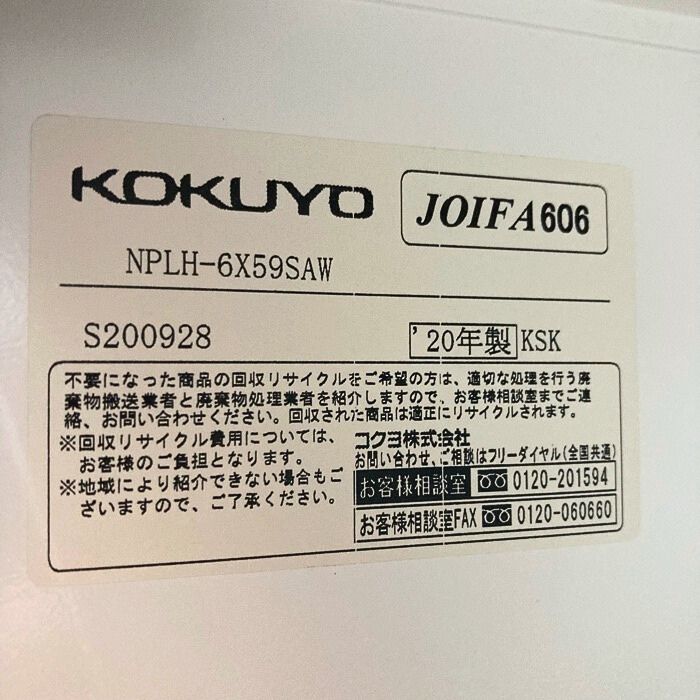 KOKUYO
JOIFA606
NPLH-6X59SAW
S200928
'20年製 KSK
不要になった商品の回収リサイクルをご希望の方は、適切な処理を行う廃
棄物搬送業者と廃棄物処理業者を紹介しますので、お客様相談室までご連
絡、お問い合わせください。回収された商品は適正にリサイクルされます。
※回収リサイクル費用については、
お客様のご負担となります。
※地域により紹介できない場合もご
ざいますので、ご了承ください。
コクヨ株式会社
お問い合わせ、ご相談はフリーダイヤル(全国共通)
お客様相談室 0120-201594
お客様相談室FAX 0120-060660